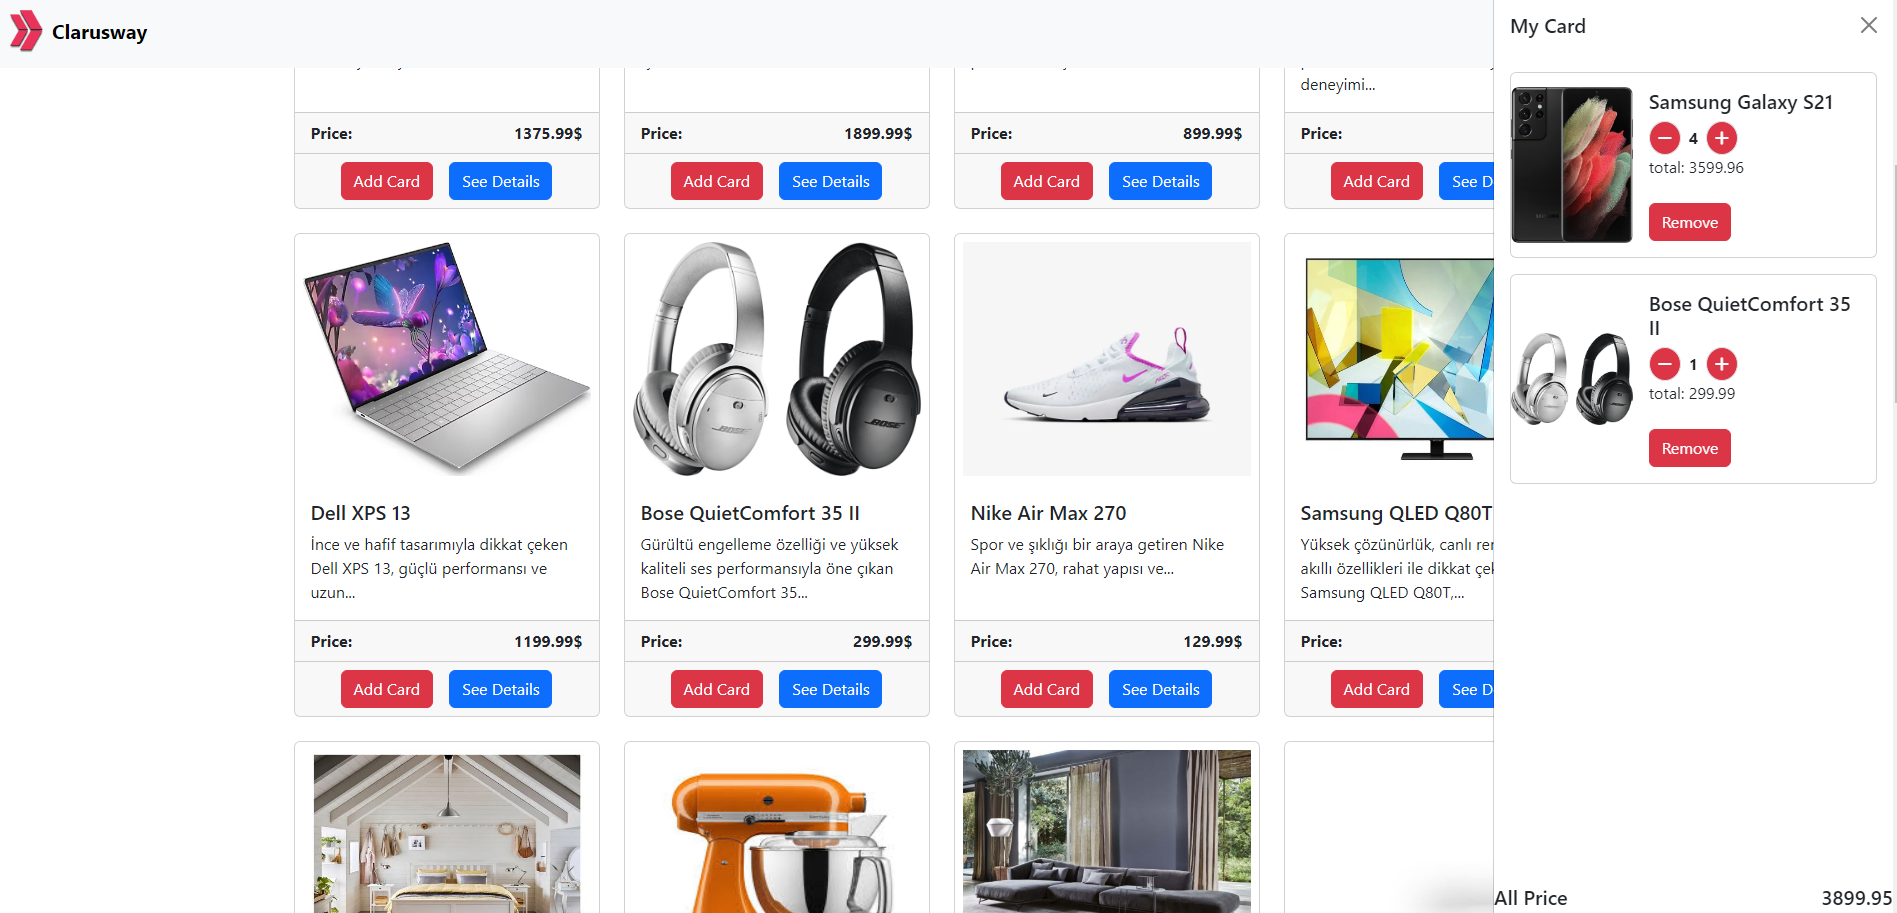 Clarusway
deneyimi...
Price: 1375.99$
Price: 1899.99$
Price: 899.99$
Price:
Add Card See Details
Add Card See Details
Add Card See Details
Add Card See D
Dell XPS 13
İnce ve hafif tasarımıyla dikkat çeken
Dell XPS 13, güçlü performansı ve
uzun...
Price: 1199.99$
Add Card See Details
BOSE
BOSE
Bose QuietComfort 35 II
Gürültü engelleme özelliği ve yüksek
kaliteli ses performansıyla öne çıkan
Bose QuietComfort 35...
Price: 299.99$
Add Card See Details
Nike Air Max 270
Spor ve şıklığı bir araya getiren Nike
Air Max 270, rahat yapısı ve...
Price: 129.99$
Add Card See Details
Samsung QLED Q80T
Yüksek çözünürlük, canlı ren
akıllı özellikleri ile dikkat çek
Samsung QLED Q80T,...
Price:
Add Card See D
My Card
Samsung Galaxy S21
4
total: 3599.96
Remove
Bose QuietComfort 35
II
1
total: 299.99
Remove
All Price 3899.95